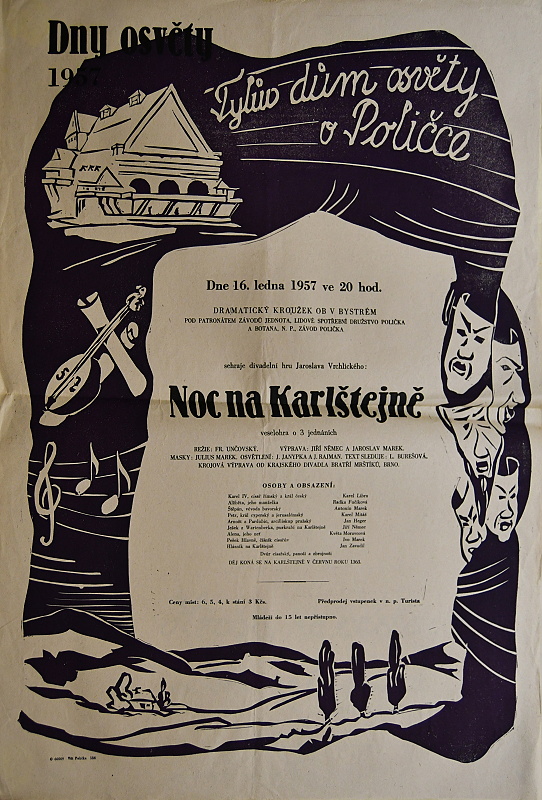 Dny osvěty
1957
Tylův dům osvěty
v Poličce
KKK
Dne 16. ledna 1957 ve 20 hod.
DRAMATICKÝ KROUŽEK OB V BYSTRÉM
POD PATRONÁTEM ZÁVODŮ JEDNOTA, LIDOVÉ SPOTŘEBNÍ DRUŽSTVO POLIČKA
A BOTANA, N. P., ZÁVOD POLIČKA
sehraje divadelní hru Jaroslava Vrchlického:
Noc na Karlštejně
veselohra o 3 jednáních
REŽIE: FR. UNČOVSKÝ. VÝPRAVA: JIŘÍ NĚMEC A JAROSLAV MAREK.
MASKY: JULIUS MAREK. OSVĚTLENÍ: J. JANYPKA A J. RAJMAN. TEXT SLEDUJE: L. BUREŠOVÁ.
KROJOVÁ VÝPRAVA OD KRAJSKÉHO DIVADLA BRATŘÍ MRŠTÍKŮ, BRNO.
OSOBY A OBSAZENÍ:
Karel IV, císař římský a král český Karel Libra
Alžběta, jeho manželka Radka Fučíková
Štěpán, vévoda bavorský Antonín Marek
Petr, král cyperský a jerusalémský Karel
Arnošt z Pardubic, arcibiskup pražský Jan Heger
Ješek z Wartenberka, purkrabí na Karlštejně Jiří Němec
Alena, jeho neť Květa Moravcová
Pešek Hlavně, číšník císařův Jan Marek
Hlásník na Karlštejně Jan
Dvůr císařský, panoši a zbrojnoši
DĚJ KONÁ SE NA KARLŠTEJNĚ V ČERVNU ROKU 1363.
Ceny míst: 6, 5, 4, k stání 3 Kčs. Předprodej vstupenek v n. p. Turista
Mládeži do 15 let nepřístupno.